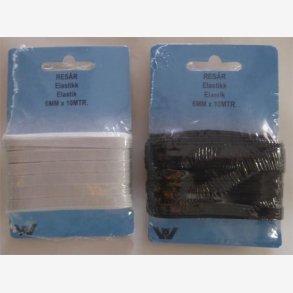 RESÅR
Elastikk
Elastik
6MM x 10MTR.
RESÅR
Elastikk
Elastik
6MM x 10MTR.